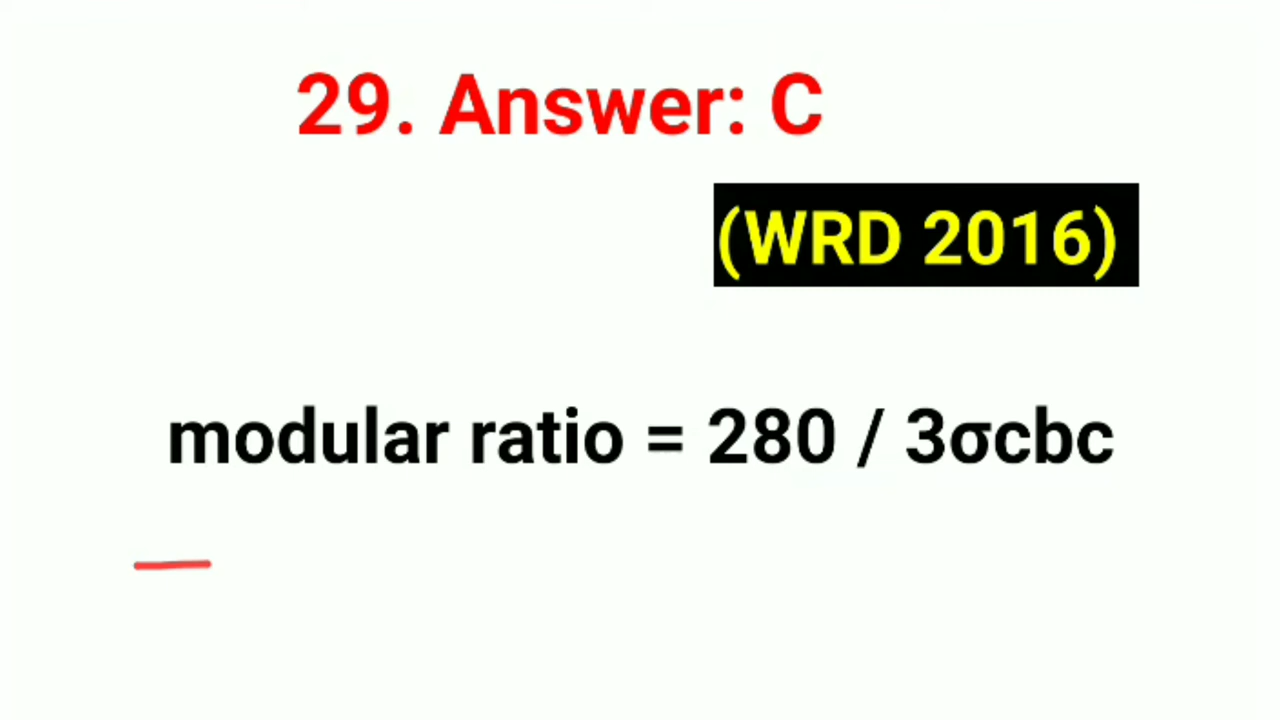 29. Answer: C
(WRD 2016)
modular ratio = 280 / 3σcbc